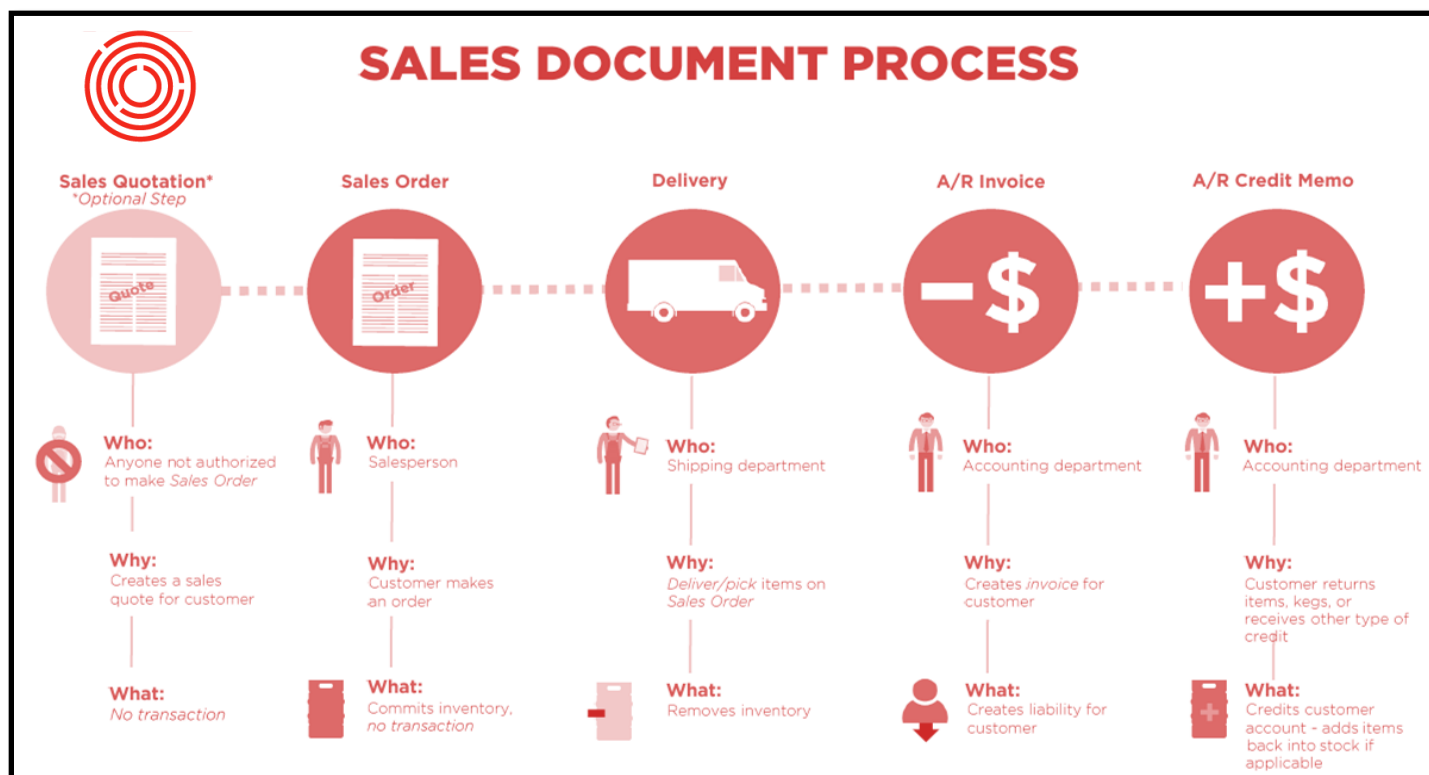 SALES DOCUMENT PROCESS
Sales Quotation*
*Optional Step
Quote
Who:
Anyone not authorized
to make Sales Order
Why:
Creates a sales
quote for customer
What:
No transaction
Sales Order
Order
Who:
Salesperson
Why:
Customer makes
an order
What:
Commits inventory,
no transaction
Delivery
Who:
Shipping department
Why:
Deliver/pick items on
Sales Order
What:
Removes inventory
A/R Invoice
–$
Who:
Accounting department
Why:
Creates invoice for
customer
What:
Creates liability for
customer
A/R Credit Memo
+$
Who:
Accounting department
Why:
Customer returns
items, kegs, or
receives other type of
credit
What:
Credits customer
account - adds items
back into stock if
applicable